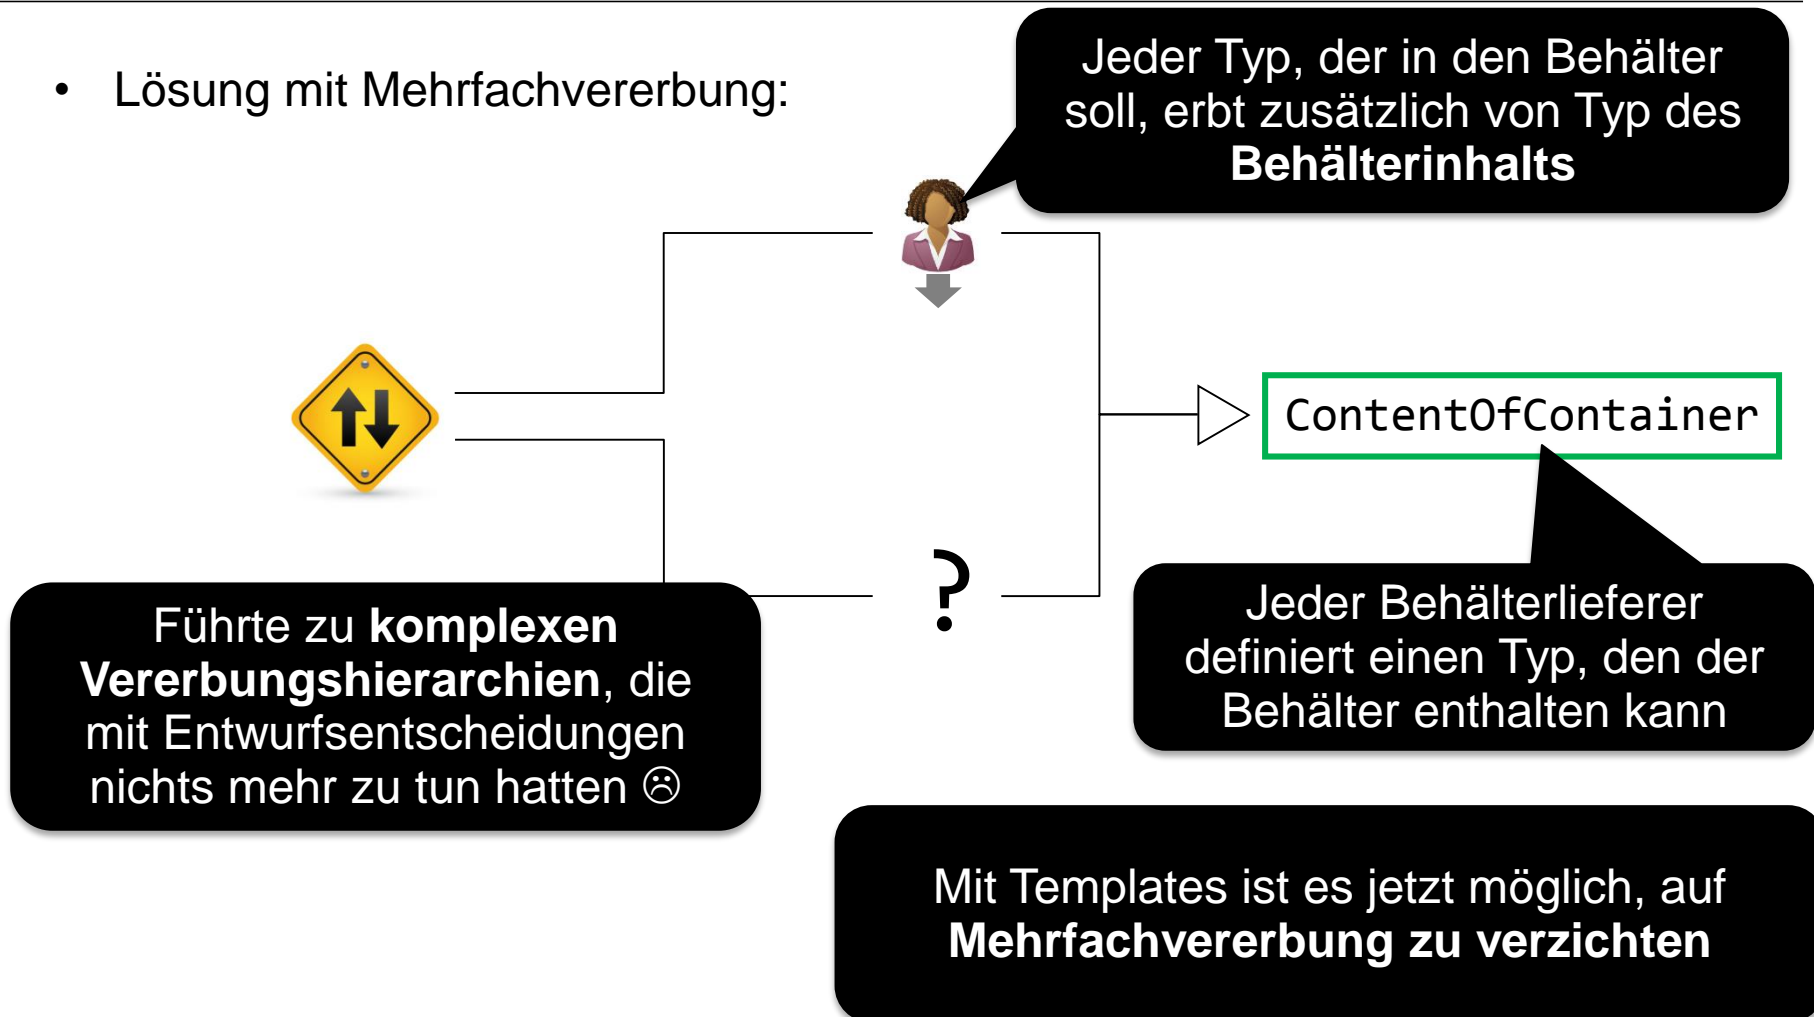 • Lösung mit Mehrfachvererbung:
Jeder Typ, der in den Behälter
soll, erbt zusätzlich von Typ des
Behälterinhalts
ContentOfContainer
?
Führte zu komplexen
Vererbungshierarchien, die
mit Entwurfsentscheidungen
nichts mehr zu tun hatten ☹
Jeder Behälterlieferer
definiert einen Typ, den der
Behälter enthalten kann
Mit Templates ist es jetzt möglich, auf
Mehrfachvererbung zu verzichten